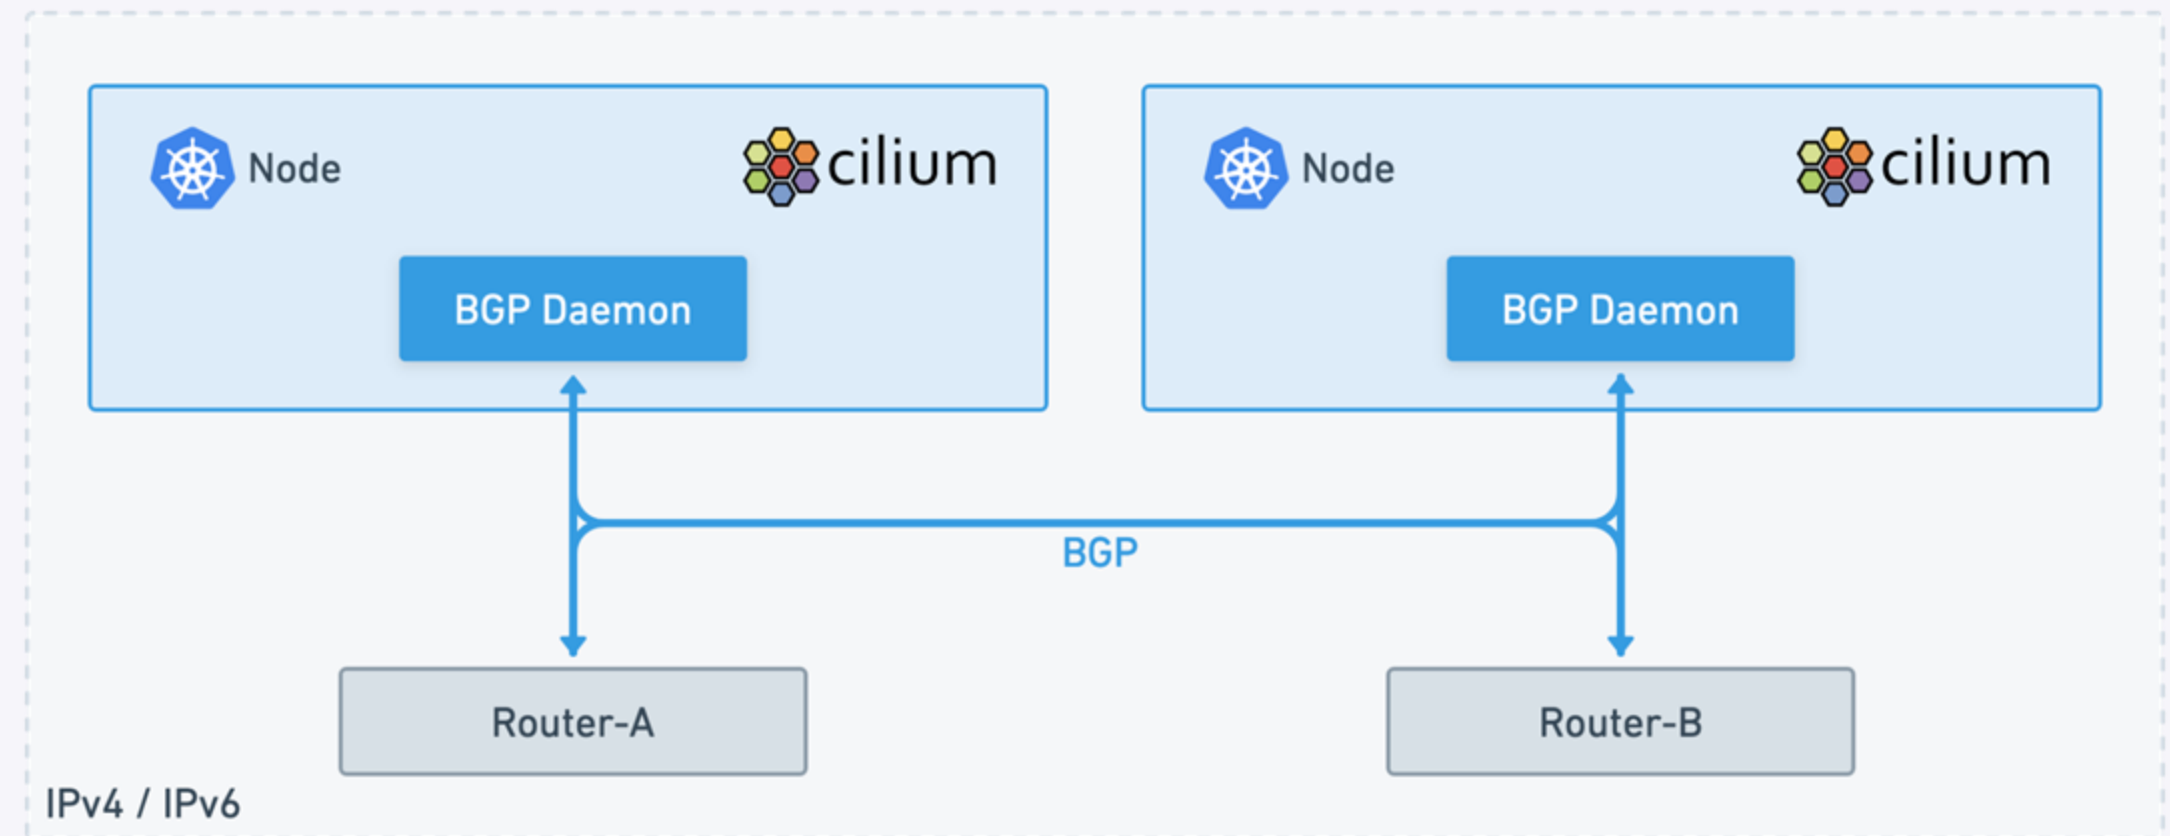 Node
cilium
Node
cilium
BGP Daemon
BGP Daemon
BGP
Router-A
Router-B
IPv4 / IPv6